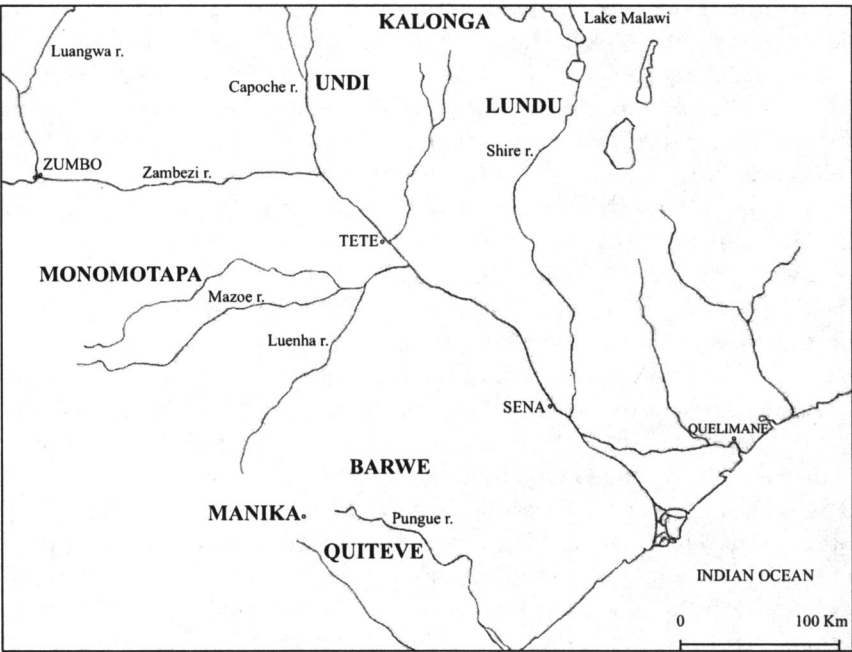 KALONGA
Lake Malawi
Luangwa r.
Capoche r.
UNDI
LUNDU
Shire r.
ZUMBO
Zambezi r.
TETE
MONOMOTAPA
Mazoe r.
Luenha r.
SENA
QUELIMANE
BARWE
MANIKA
Pungue r.
QUITEVE
INDIAN OCEAN
0 100 Km